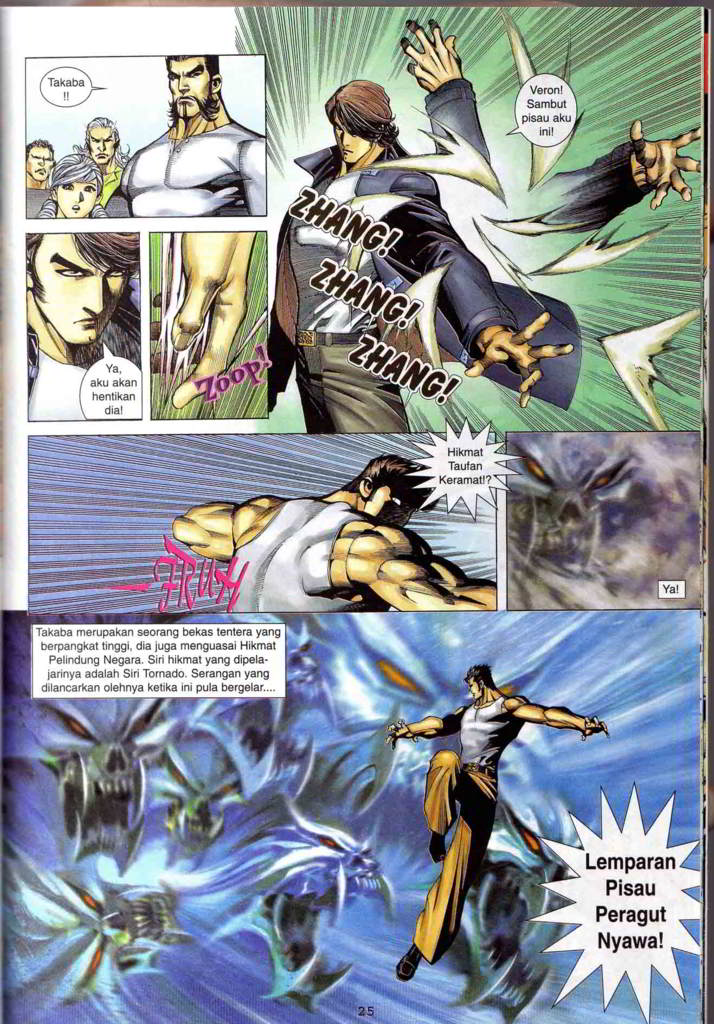 Takaba
!!
Veron!
Sambut
pisau aku
ini!
ZHANG!
ZHANG!
ZHANG!
Ya,
aku akan
hentikan
dia!
Zoop!
Hikmat
Taufan
Keramat!?
FRUH
Ya!
Takaba merupakan seorang bekas tentera yang
berpangkat tinggi, dia juga menguasai Hikmat
Pelindung Negara. Siri hikmat yang dipela-
jarinya adalah Siri Tornado. Serangan yang
dilancarkan olehnya ketika ini pula bergelar....
Lemparan
Pisau
Peragut
Nyawa!
25